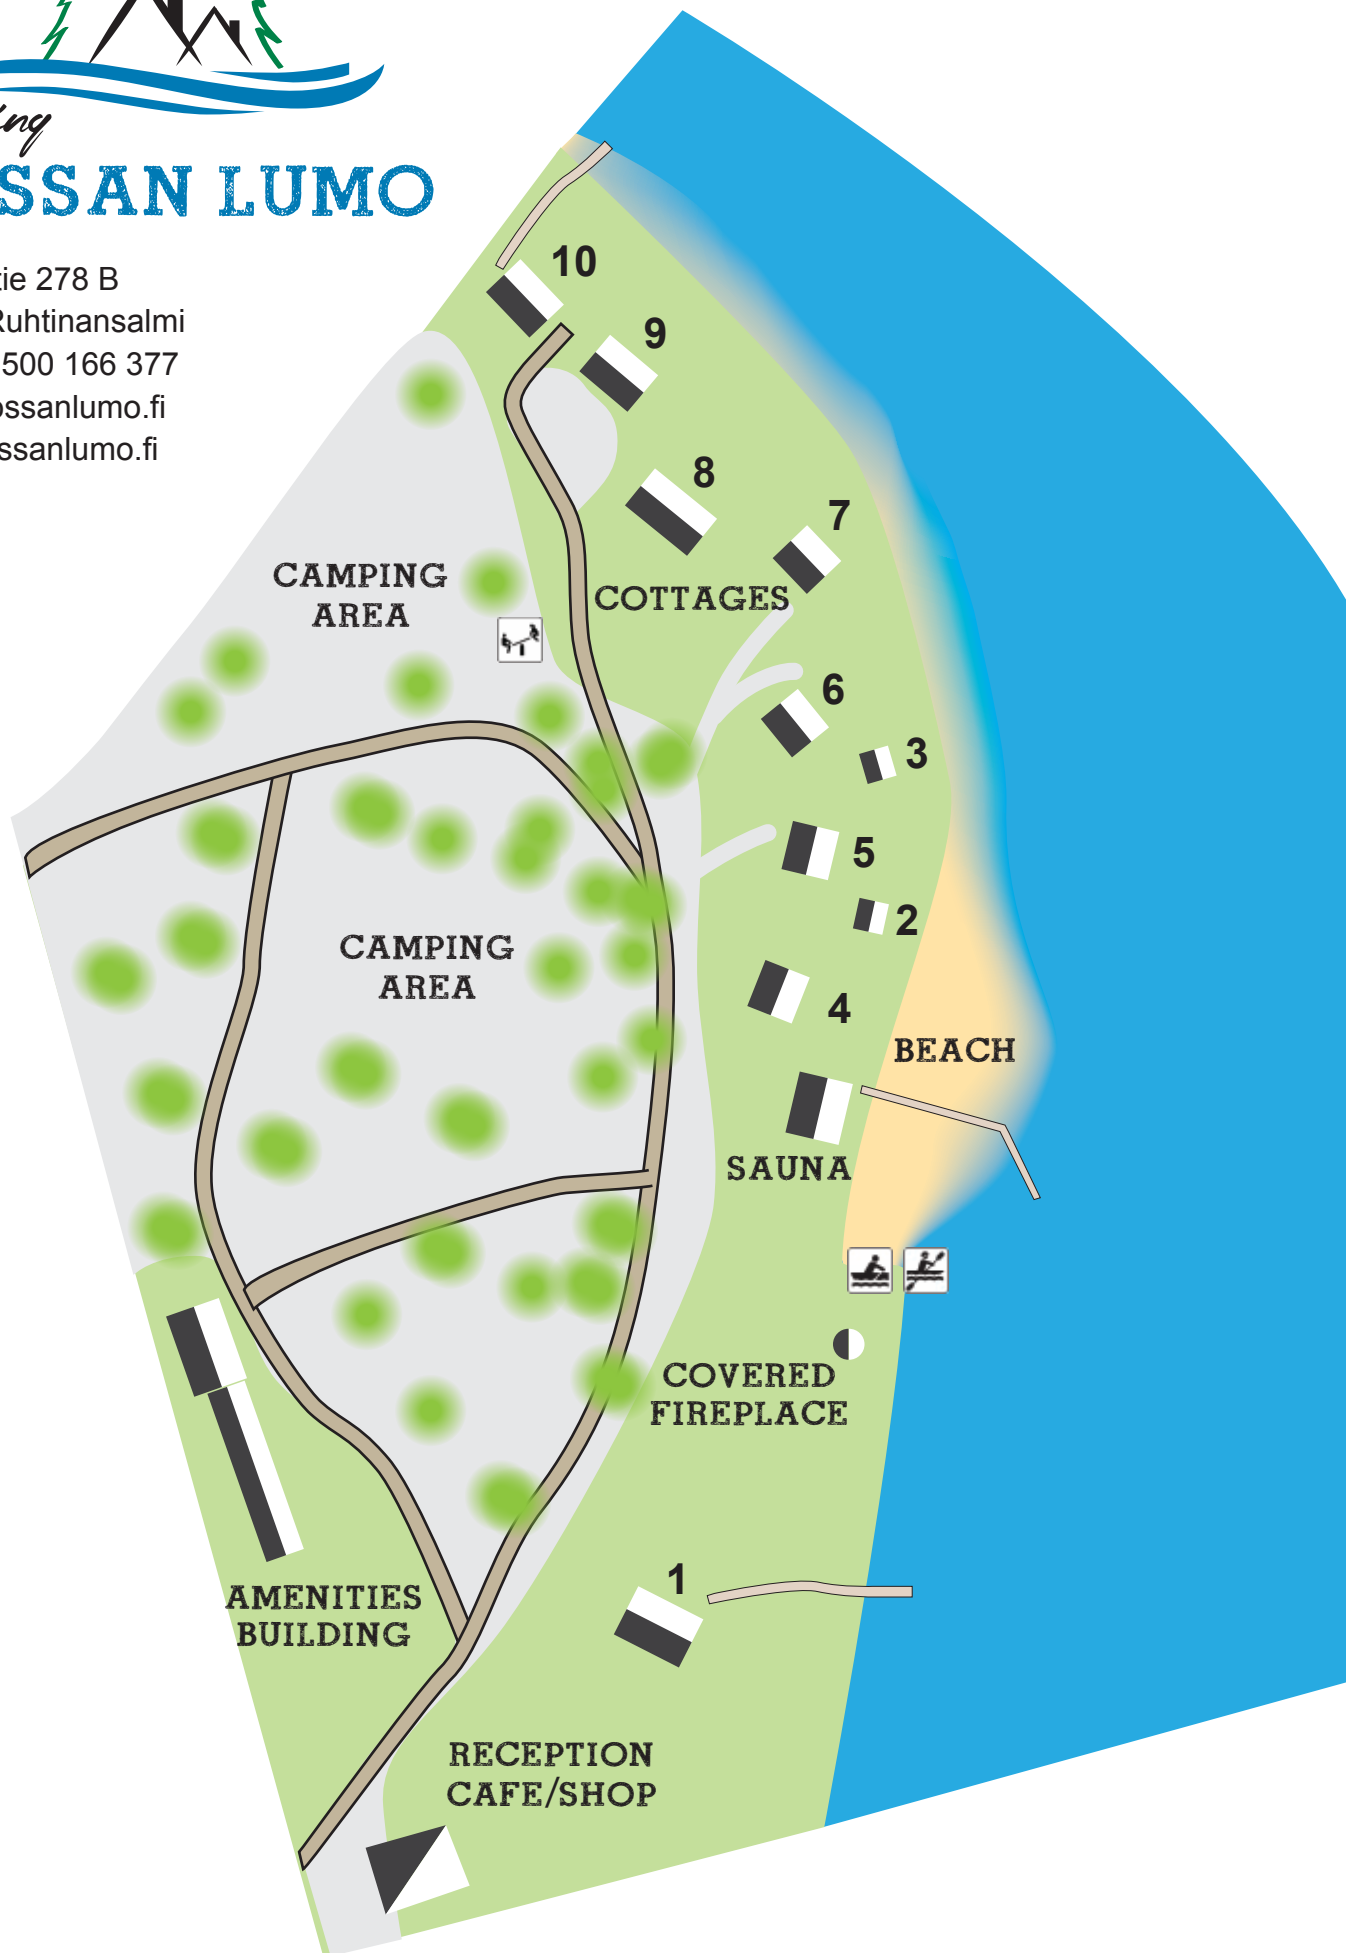 ing
SSAN LUMO
tie 278 B
Ruhtinansalmi
500 166 377
ossanlumo.fi
ssanlumo.fi
10
9
8
7
COTTAGES
CAMPING
AREA
6
3
5
2
CAMPING
AREA
4
BEACH
SAUNA
COVERED
FIREPLACE
1
AMENITIES
BUILDING
RECEPTION
CAFE/SHOP